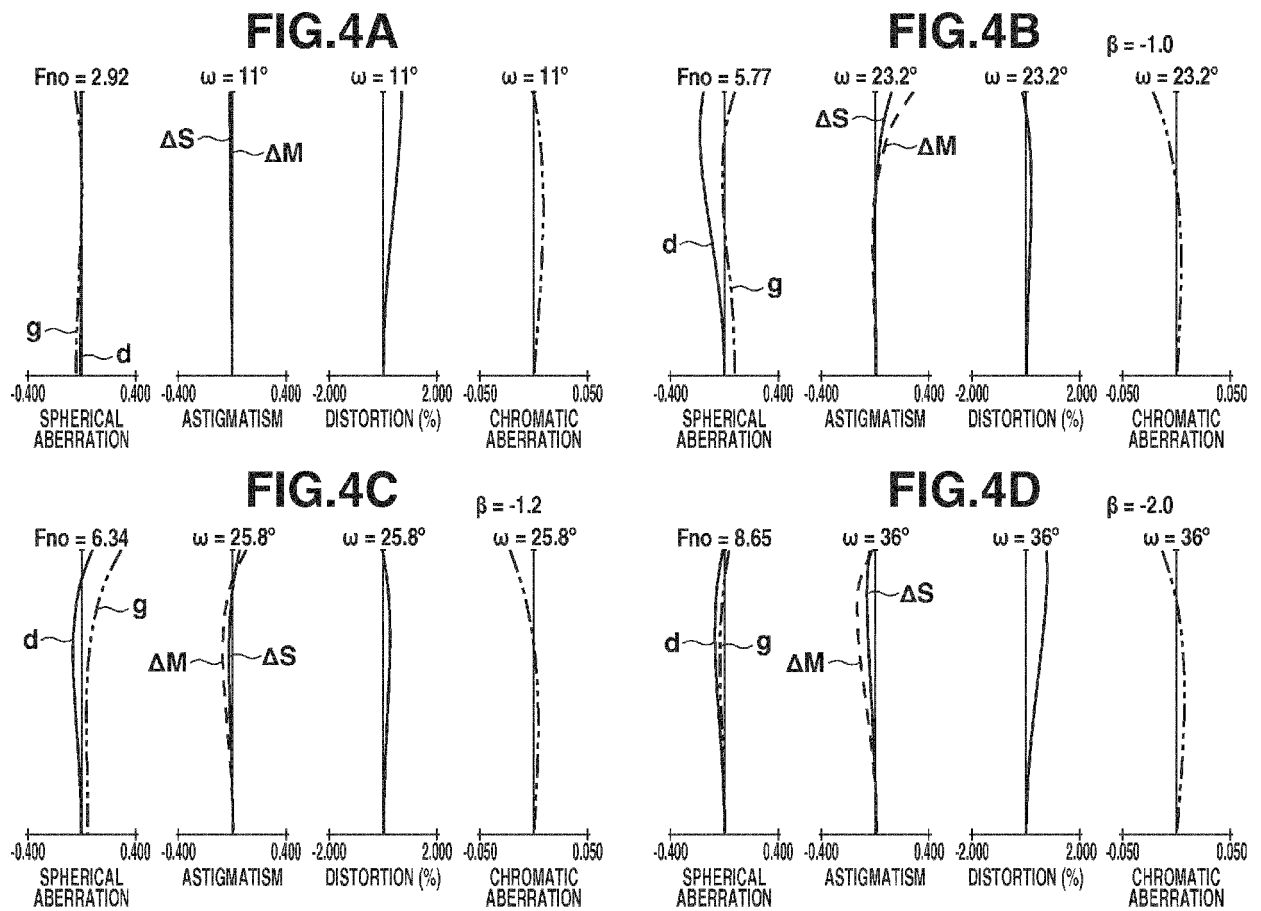 FIG.4A
Fno = 2.92 ω = 11° ω = 11° ω = 11°
ΔS
ΔM
g
d
-0.400 0.400 -0.400 0.400 -2.000 2.000 -0.050 0.050
SPHERICAL ABERRATION ASTIGMATISM DISTORTION (%) CHROMATIC ABERRATION
FIG.4B
β = -1.0
Fno = 5.77 ω = 23.2° ω = 23.2° ω = 23.2°
ΔS
ΔM
d
g
-0.400 0.400 -0.400 0.400 -2.000 2.000 -0.050 0.050
SPHERICAL ABERRATION ASTIGMATISM DISTORTION (%) CHROMATIC ABERRATION
FIG.4C
β = -1.2
Fno = 6.34 ω = 25.8° ω = 25.8° ω = 25.8°
g
d
ΔM
ΔS
-0.400 0.400 -0.400 0.400 -2.000 2.000 -0.050 0.050
SPHERICAL ABERRATION ASTIGMATISM DISTORTION (%) CHROMATIC ABERRATION
FIG.4D
β = -2.0
Fno = 8.65 ω = 36° ω = 36° ω = 36°
ΔS
d
g
ΔM
-0.400 0.400 -0.400 0.400 -2.000 2.000 -0.050 0.050
SPHERICAL ABERRATION ASTIGMATISM DISTORTION (%) CHROMATIC ABERRATION